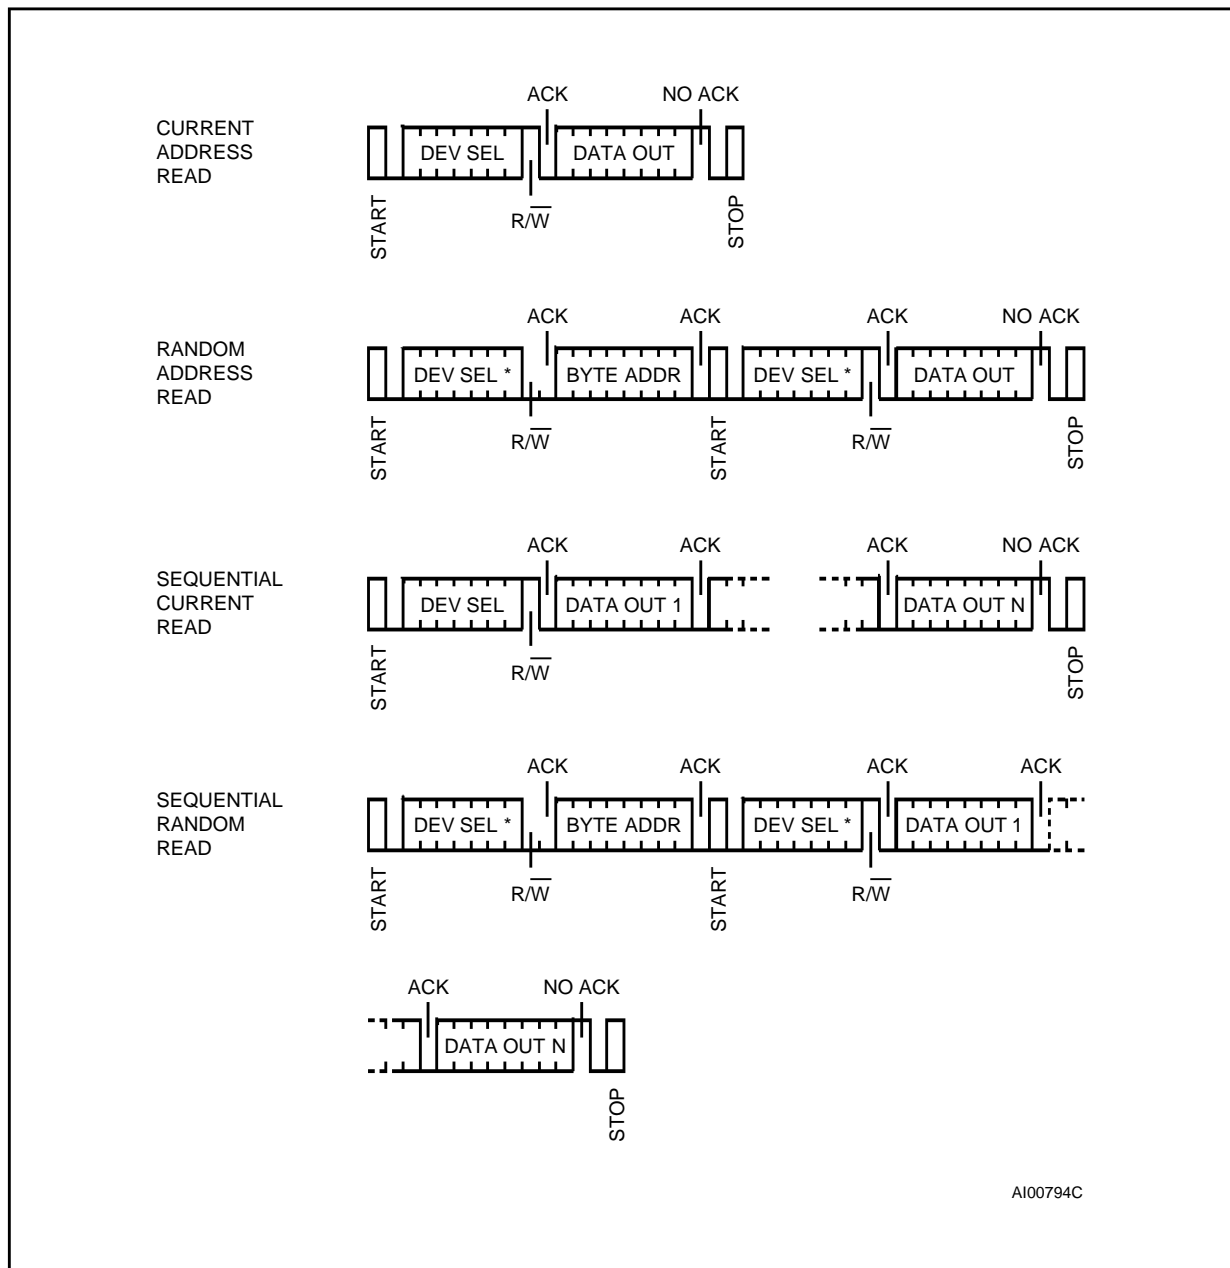 ACK NO ACK
CURRENT
ADDRESS
READ
DEV SEL DATA OUT
R/W̅
START STOP
ACK ACK ACK NO ACK
RANDOM
ADDRESS
READ
DEV SEL * BYTE ADDR DEV SEL * DATA OUT
R/W̅ R/W̅
START START STOP
ACK ACK ACK NO ACK
SEQUENTIAL
CURRENT
READ
DEV SEL DATA OUT 1 DATA OUT N
R/W̅
START STOP
ACK ACK ACK ACK
SEQUENTIAL
RANDOM
READ
DEV SEL * BYTE ADDR DEV SEL * DATA OUT 1
R/W̅ R/W̅
START START
ACK NO ACK
DATA OUT N
STOP
AI00794C